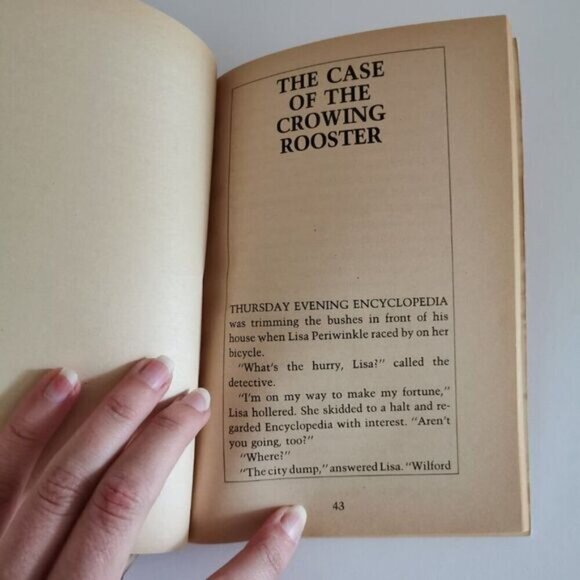 THE CASE
OF THE
CROWING
ROOSTER
THURSDAY EVENING ENCYCLOPEDIA
was trimming the bushes in front of his
house when Lisa Periwinkle raced by on her
bicycle.
"What's the hurry, Lisa?" called the
detective.
"I'm on my way to make my fortune,"
Lisa hollered. She skidded to a halt and re-
garded Encyclopedia with interest. "Aren't
you going, too?"
"Where?"
"The city dump," answered Lisa. "Wilford
43